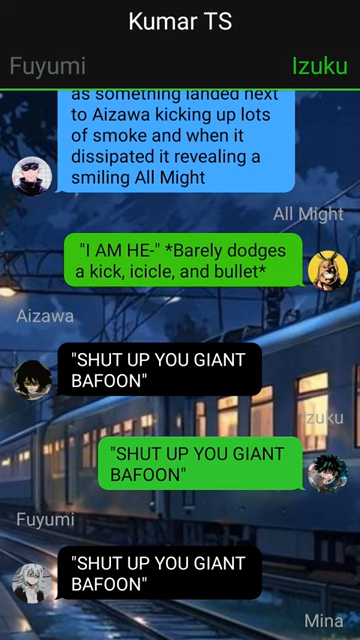 Kumar TS
Fuyumi
Izuku
as something landed next
to Aizawa kicking up lots
of smoke and when it
dissipated it revealing a
smiling All Might
All Might
"I AM HE-" *Barely dodges
a kick, icicle, and bullet*
Aizawa
"SHUT UP YOU GIANT
BAFOON"
Izuku
"SHUT UP YOU GIANT
BAFOON"
Fuyumi
"SHUT UP YOU GIANT
BAFOON"
Mina